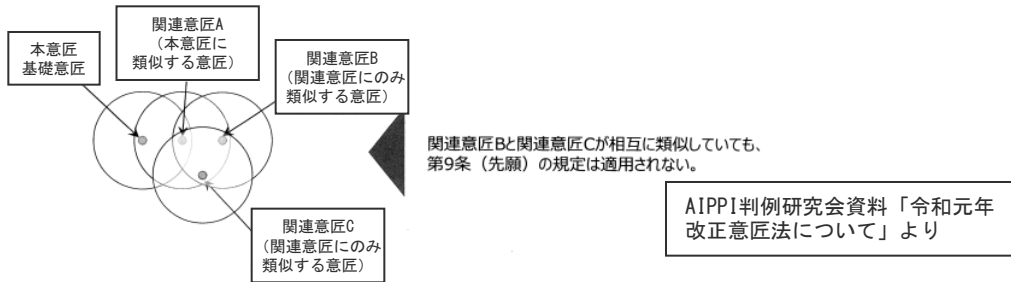 関連意匠A
（本意匠に
類似する意匠）
本意匠
基礎意匠
関連意匠B
（関連意匠にのみ
類似する意匠）
関連意匠Bと関連意匠Cが相互に類似していても、
第9条（先願）の規定は適用されない。
関連意匠C
（関連意匠にのみ
類似する意匠）
AIPPI判例研究会資料「令和元年
改正意匠法について」より